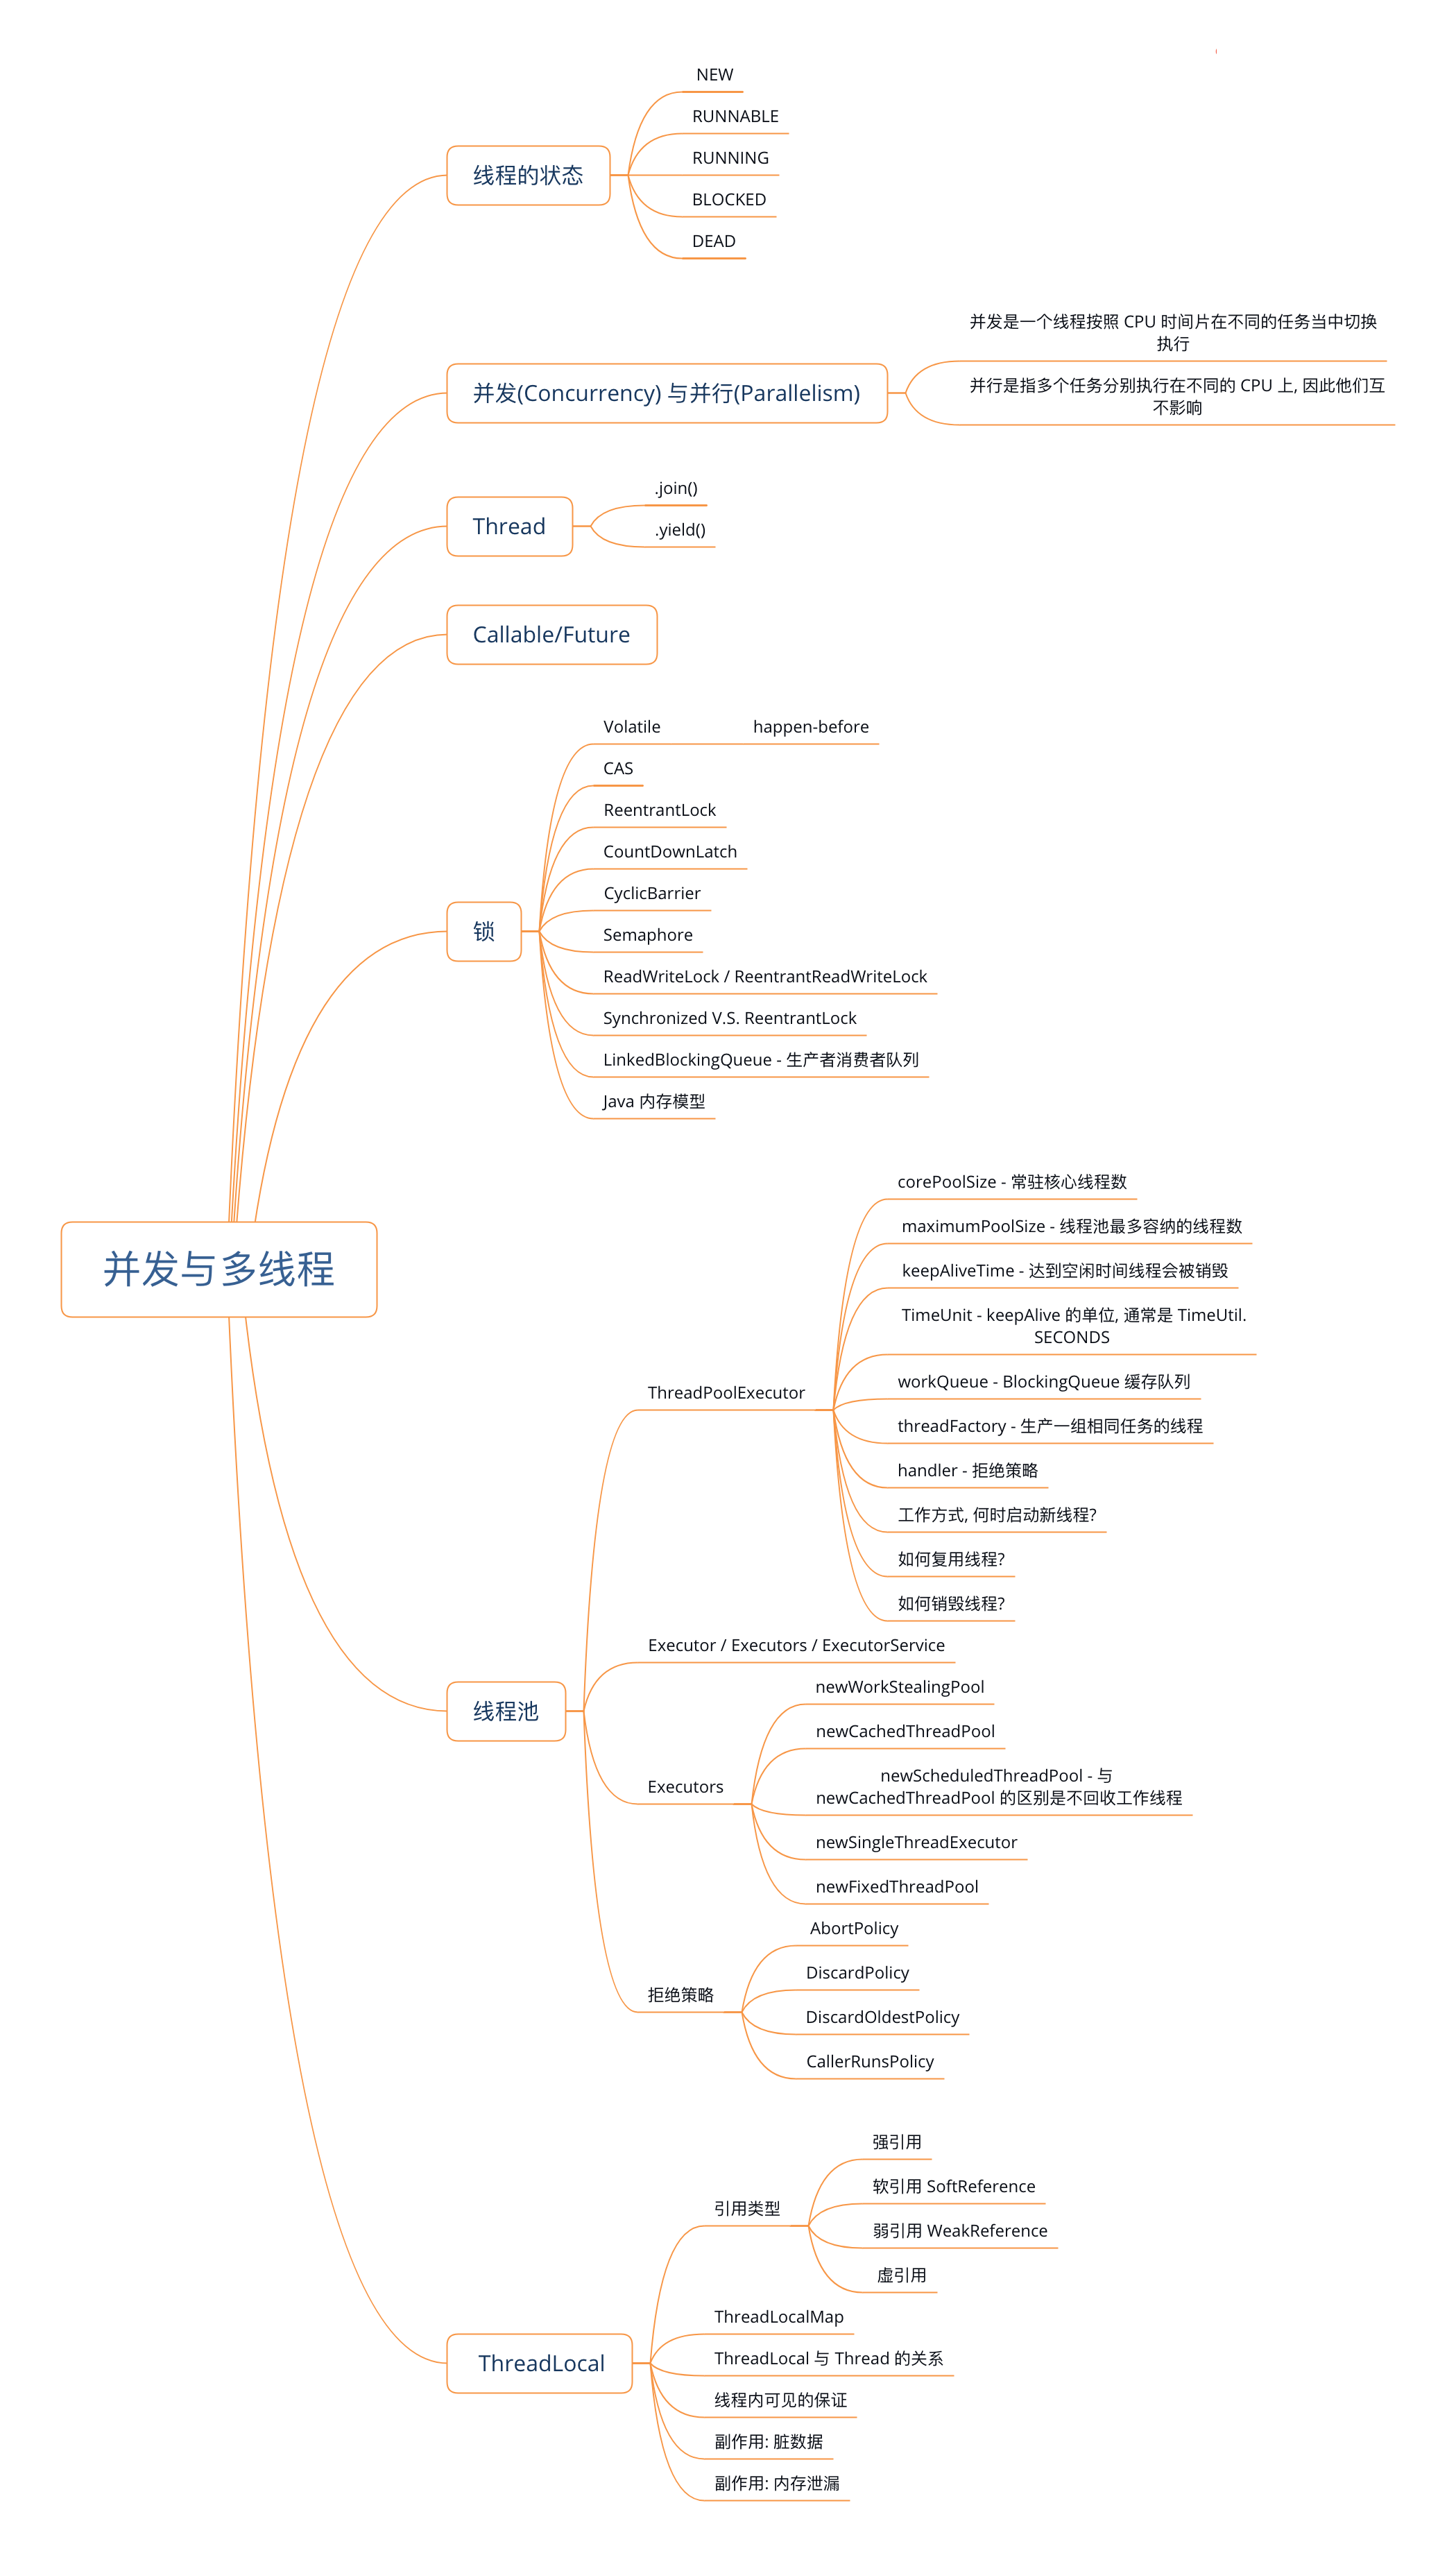 NEW
RUNNABLE
线程的状态
RUNNING
BLOCKED
DEAD
并发是一个线程按照 CPU 时间片在不同的任务当中切换
执行
并发(Concurrency) 与并行(Parallelism)
并行是指多个任务分别执行在不同的 CPU 上, 因此他们互
不影响
.join()
Thread
.yield()
Callable/Future
Volatile
happen-before
CAS
ReentrantLock
CountDownLatch
CyclicBarrier
锁
Semaphore
ReadWriteLock / ReentrantReadWriteLock
Synchronized V.S. ReentrantLock
LinkedBlockingQueue - 生产者消费者队列
Java 内存模型
并发与多线程
corePoolSize - 常驻核心线程数
maximumPoolSize - 线程池最多容纳的线程数
keepAliveTime - 达到空闲时间线程会被销毁
TimeUnit - keepAlive 的单位, 通常是 TimeUtil.
SECONDS
ThreadPoolExecutor
workQueue - BlockingQueue 缓存队列
threadFactory - 生产一组相同任务的线程
handler - 拒绝策略
工作方式, 何时启动新线程?
如何复用线程?
如何销毁线程?
Executor / Executors / ExecutorService
线程池
newWorkStealingPool
newCachedThreadPool
Executors
newScheduledThreadPool - 与
newCachedThreadPool 的区别是不回收工作线程
newSingleThreadExecutor
newFixedThreadPool
AbortPolicy
DiscardPolicy
拒绝策略
DiscardOldestPolicy
CallerRunsPolicy
强引用
软引用 SoftReference
引用类型
弱引用 WeakReference
虚引用
ThreadLocalMap
ThreadLocal
ThreadLocal 与 Thread 的关系
线程内可见的保证
副作用: 脏数据
副作用: 内存泄漏